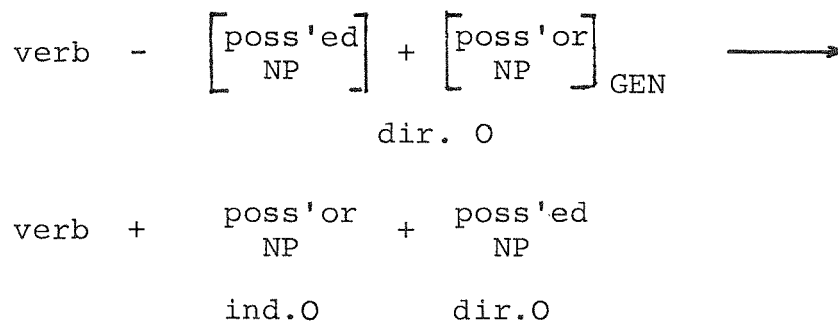 verb - [poss'ed NP] + [poss'or NP]GEN ⟶
dir. O
verb + poss'or NP + poss'ed NP
ind.O dir.O